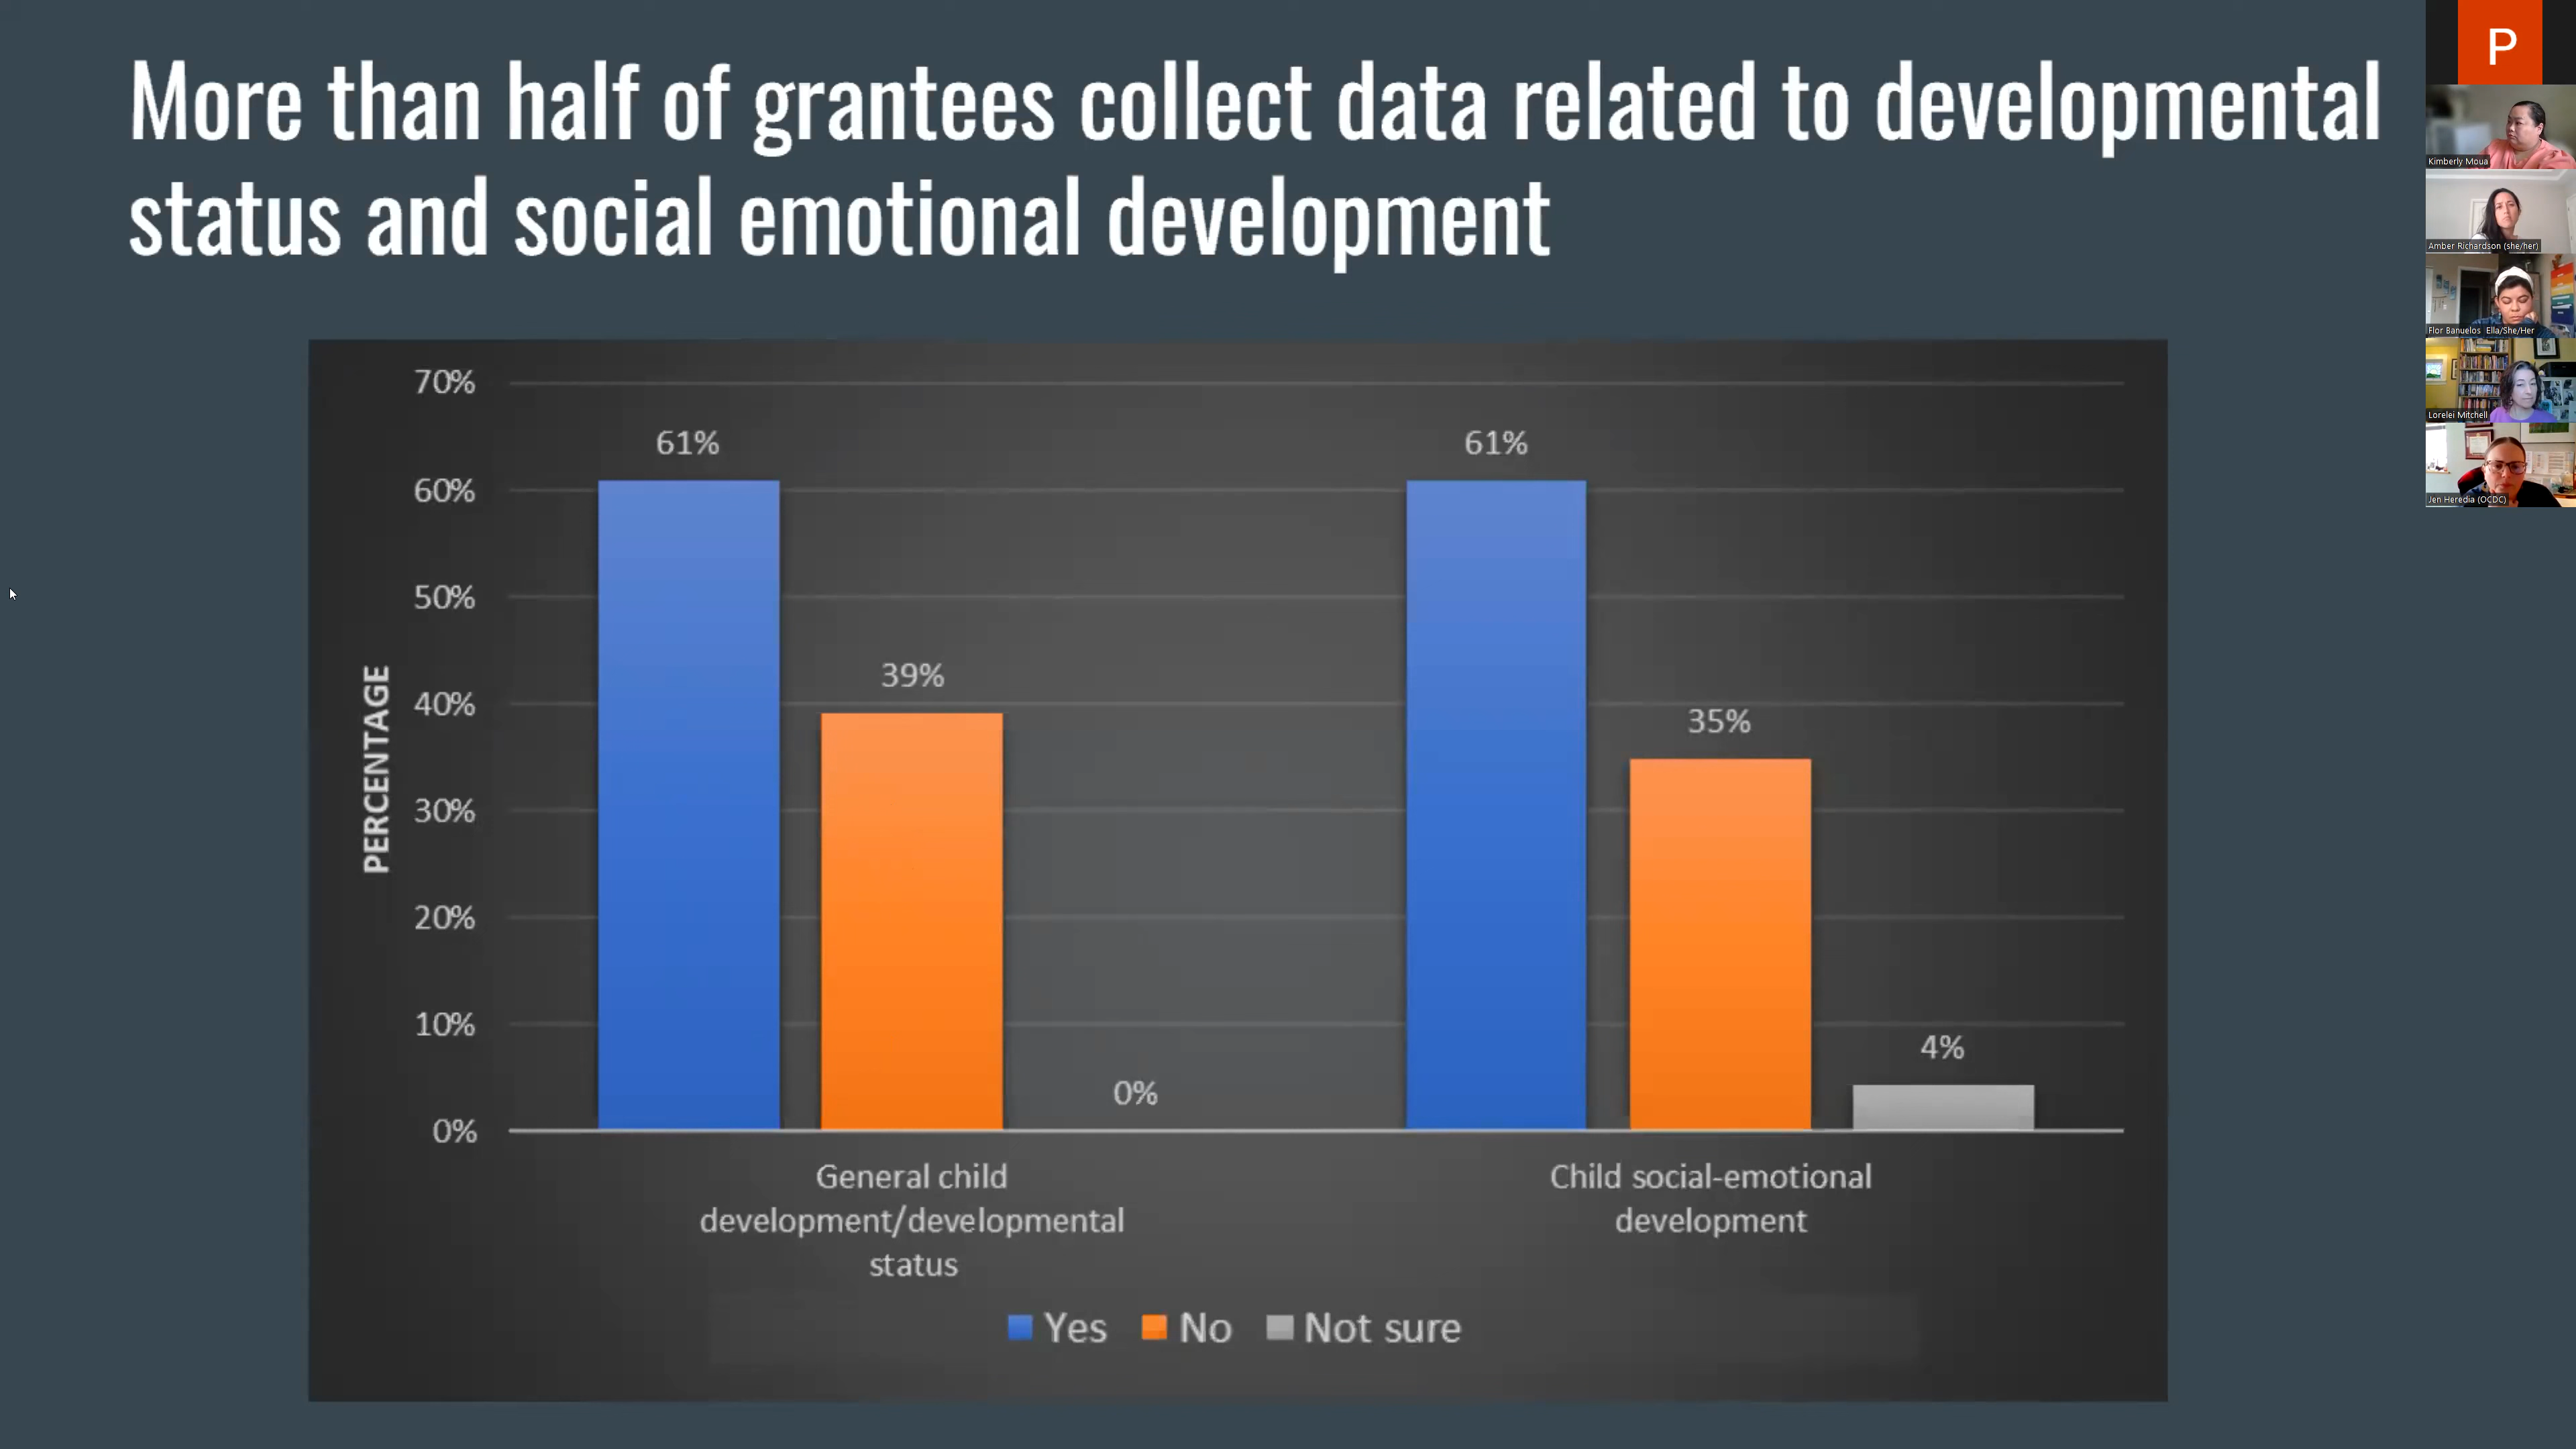 More than half of grantees collect data related to developmental
status and social emotional development
P
Kimberly Moua
Amber Richardson (she/her)
Flor Banuelos Ella/She/Her
Lorelei Mitchell
Jen Heredia (OCDC)
PERCENTAGE
70%
60%
50%
40%
30%
20%
10%
0%
61%
39%
0%
61%
35%
4%
General child
development/developmental
status
Child social-emotional
development
Yes No Not sure